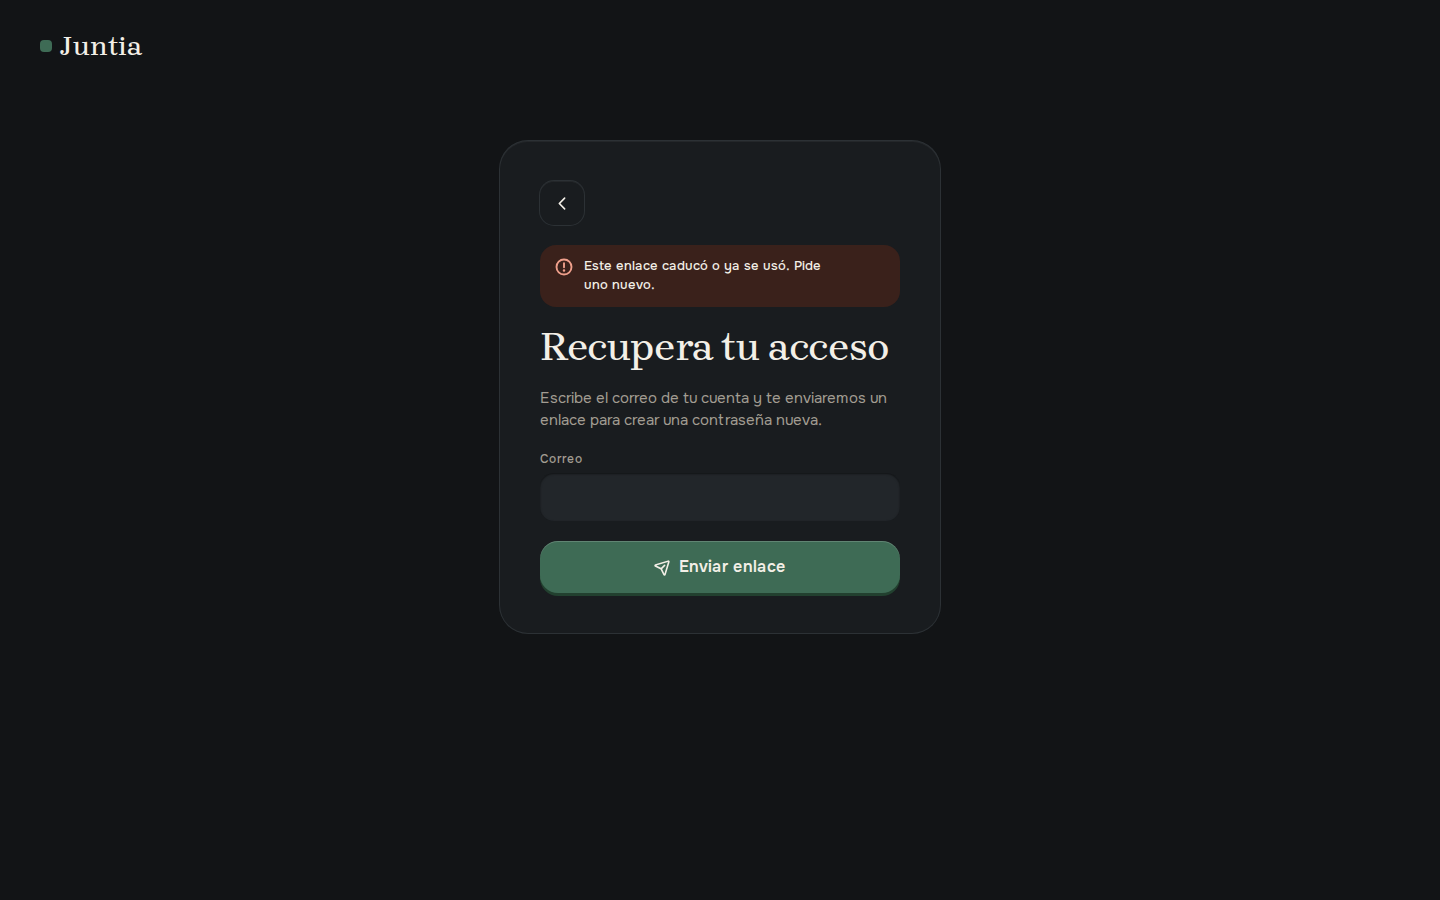 Juntia
Este enlace caducó o ya se usó. Pide
uno nuevo.
Recupera tu acceso
Escribe el correo de tu cuenta y te enviaremos un
enlace para crear una contraseña nueva.
Correo
Enviar enlace